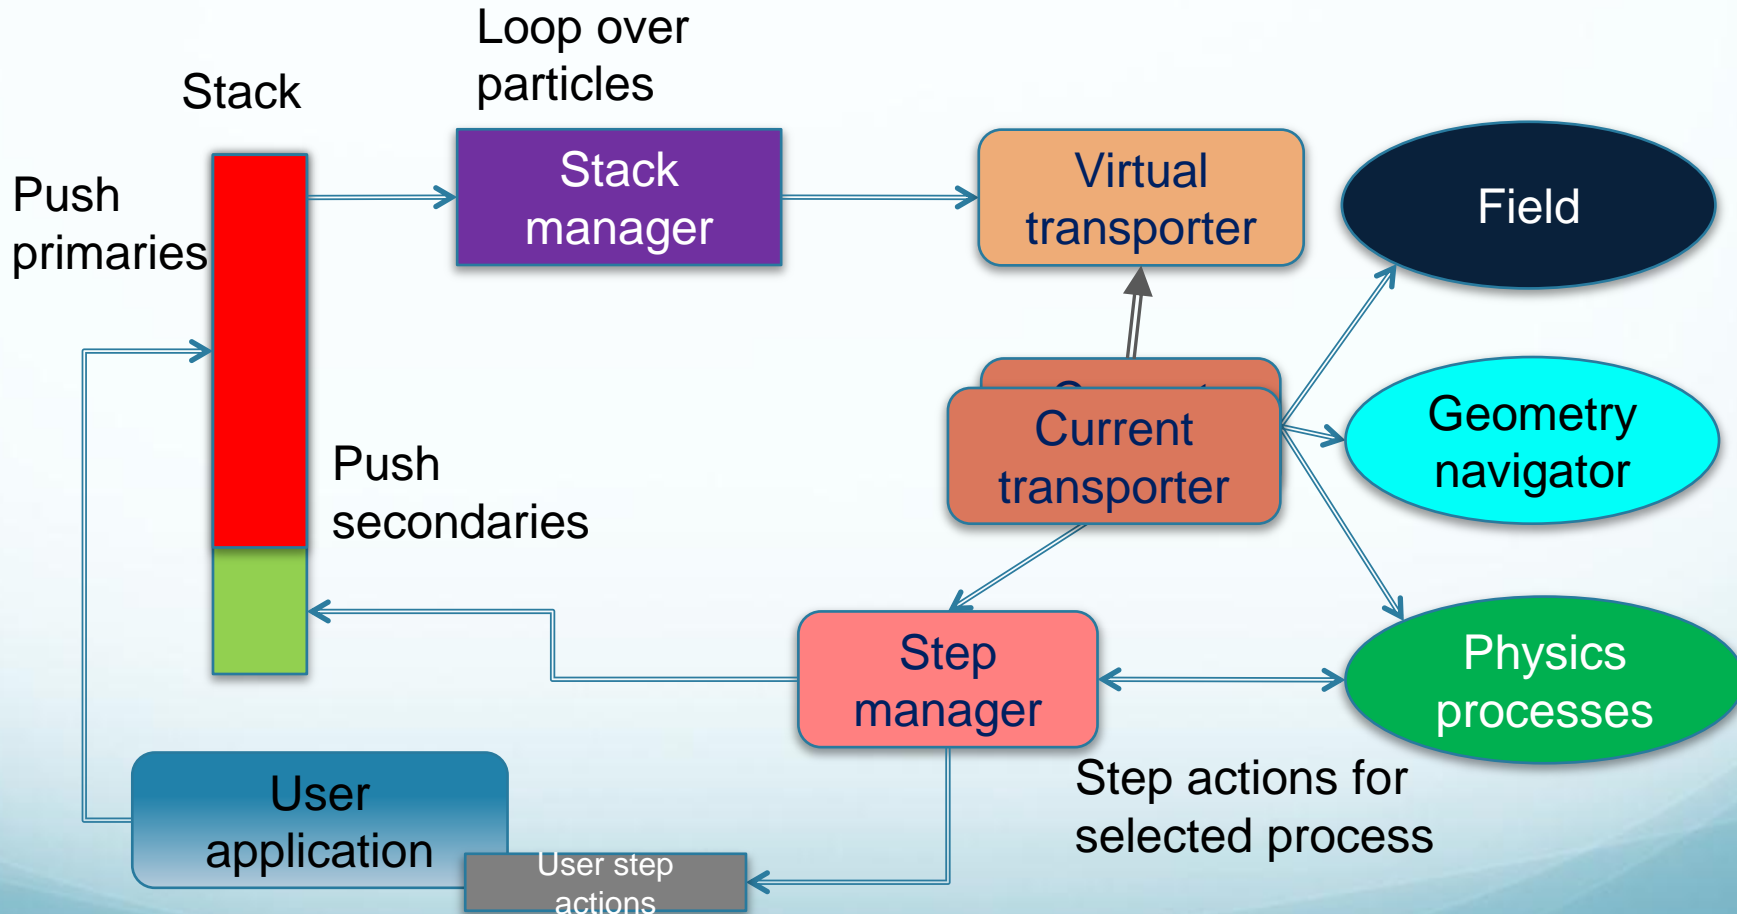 Loop over
particles
Stack
Push
primaries
Stack
manager
Virtual
transporter
Field
Current
transporter
Geometry
navigator
Push
secondaries
Step
manager
Physics
processes
Step actions for
selected process
User
application
User step
actions